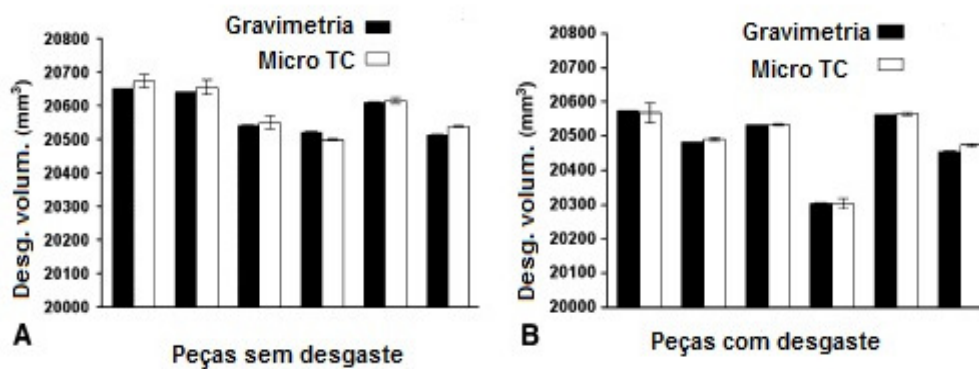 Gravimetria
Micro TC
Desg. volum. (mm³)
20800
20700
20600
20500
20400
20300
20200
20100
20000
A
Peças sem desgaste
Gravimetria
Micro TC
Desg. volum. (mm³)
20800
20700
20600
20500
20400
20300
20200
20100
20000
B
Peças com desgaste